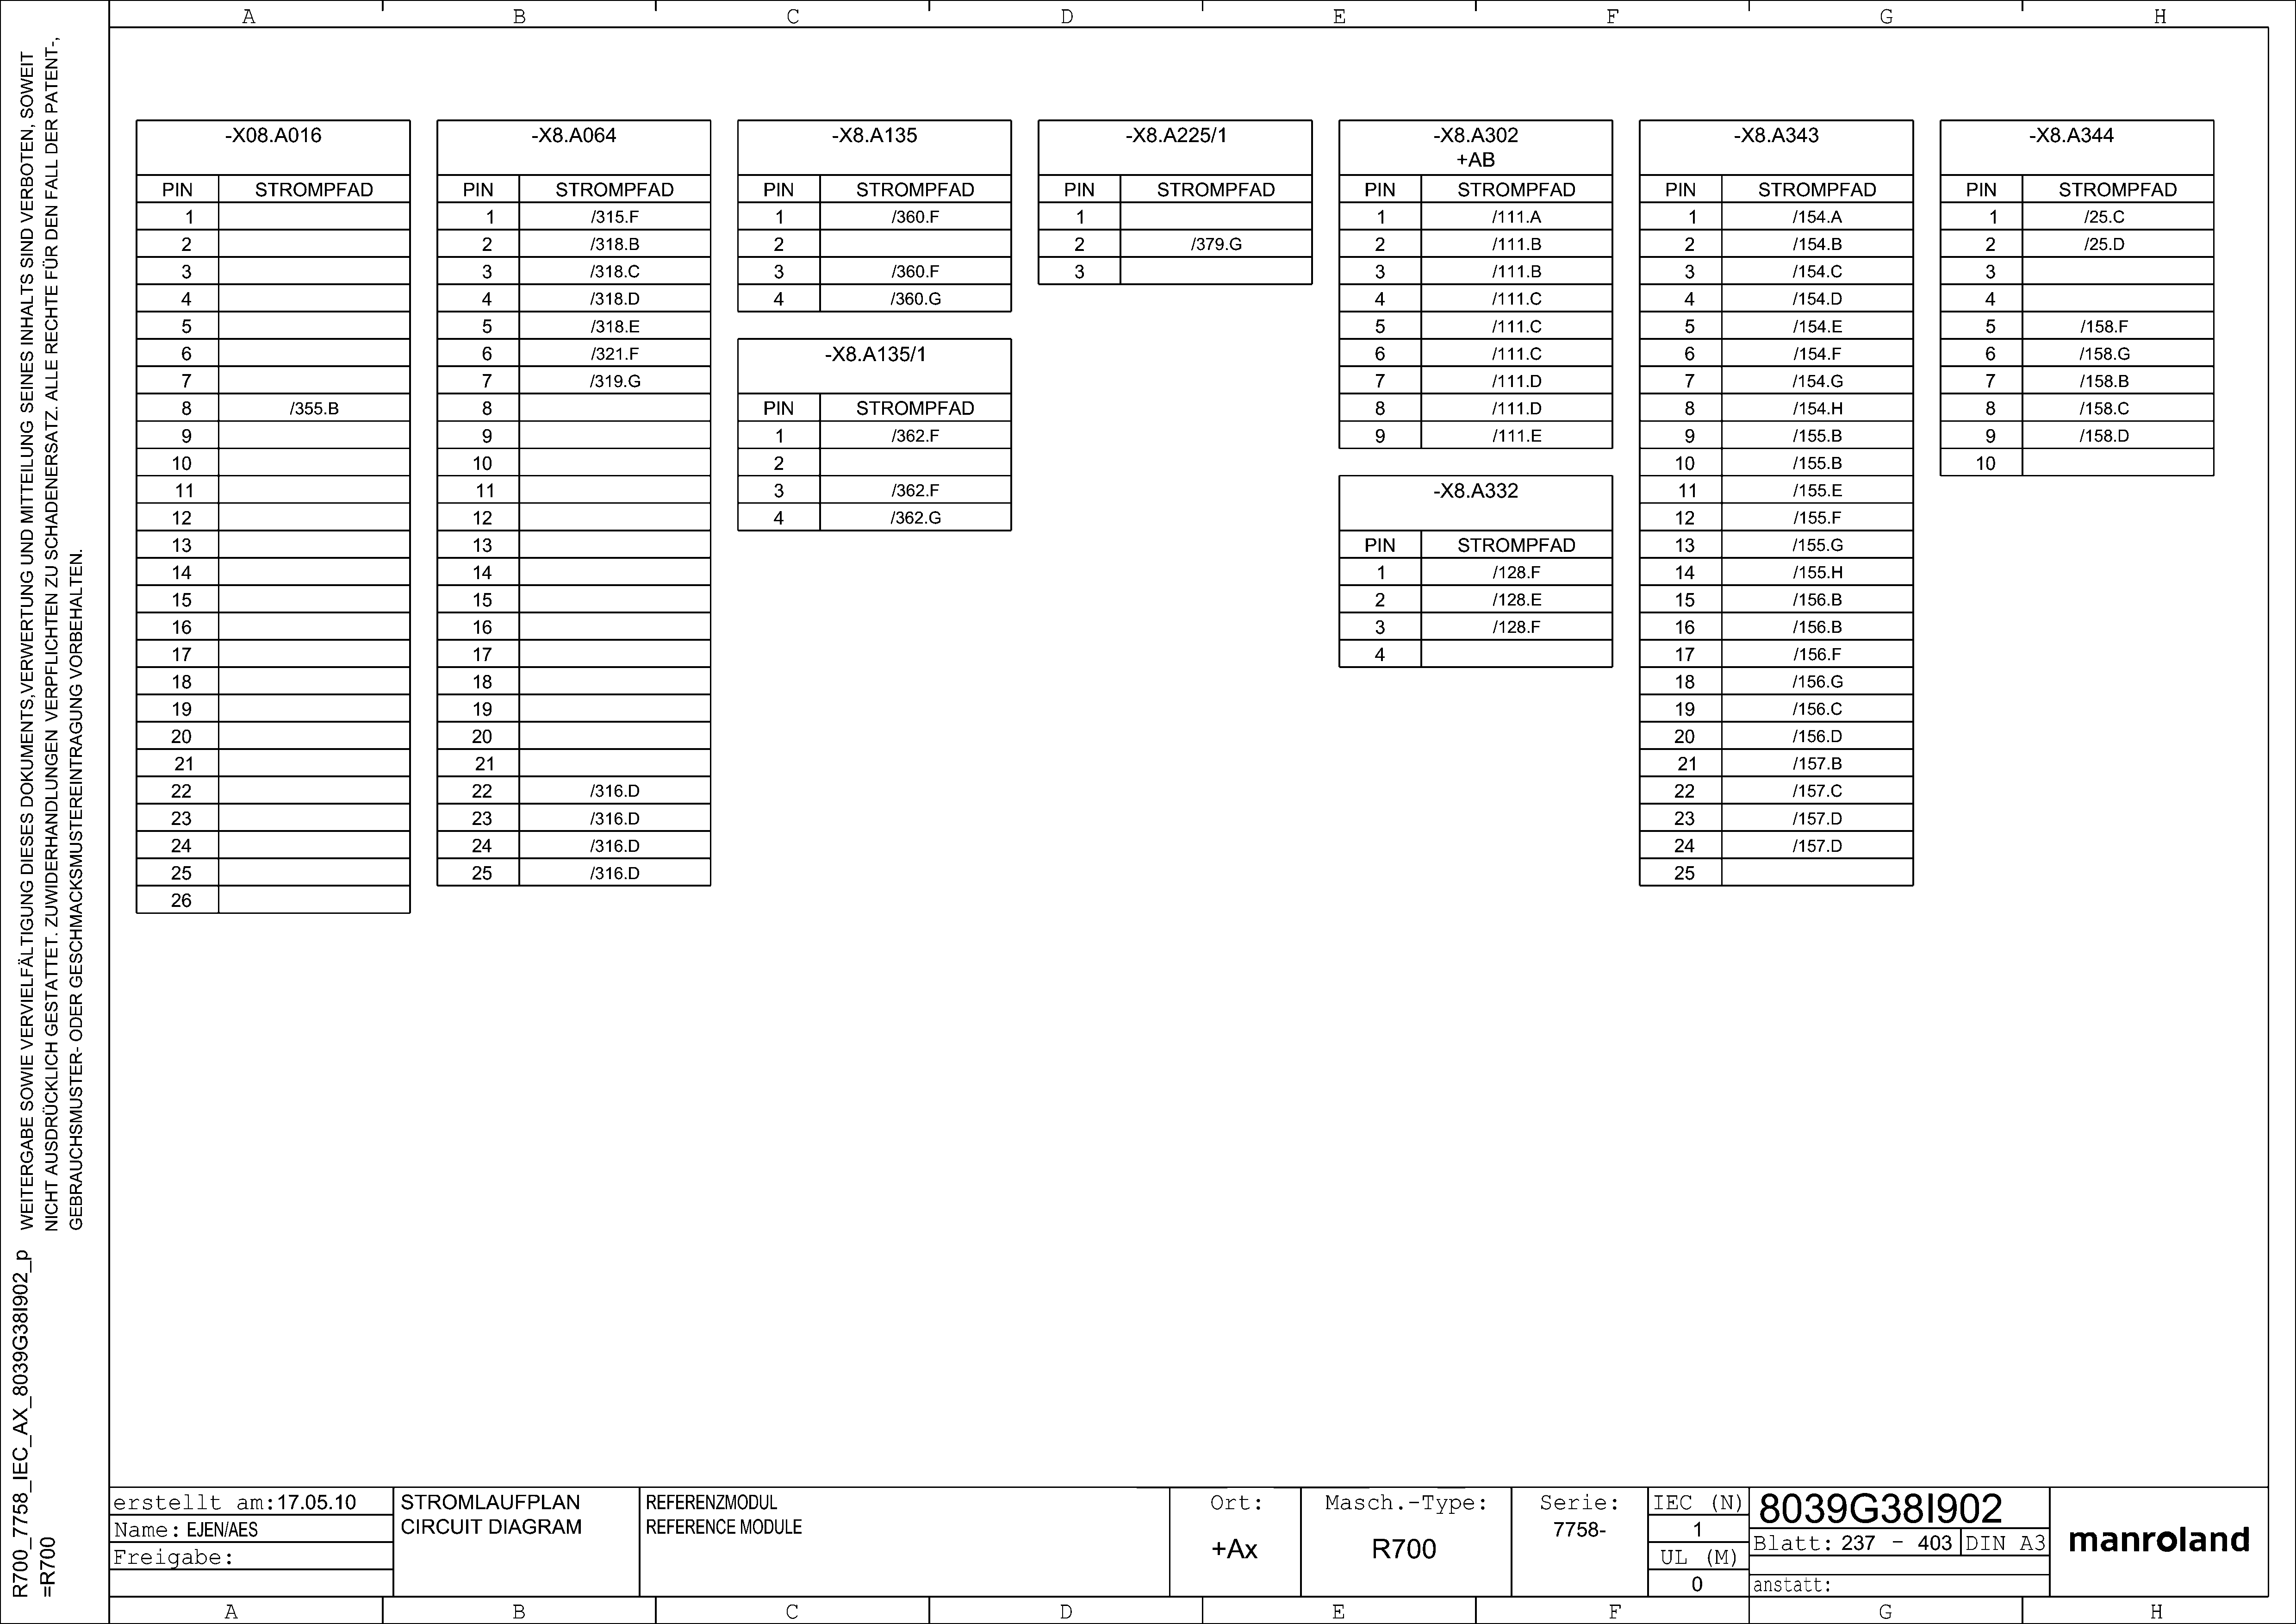 A B C D E F G H
-X08.A016
PIN STROMPFAD
1
2
3
4
5
6
7
8 /355.B
9
10
11
12
13
14
15
16
17
18
19
20
21
22
23
24
25
26
-X8.A064
PIN STROMPFAD
1 /315.F
2 /318.B
3 /318.C
4 /318.D
5 /318.E
6 /321.F
7 /319.G
8
9
10
11
12
13
14
15
16
17
18
19
20
21
22 /316.D
23 /316.D
24 /316.D
25 /316.D
-X8.A135
PIN STROMPFAD
1 /360.F
2
3 /360.F
4 /360.G
-X8.A135/1
PIN STROMPFAD
1 /362.F
2
3 /362.F
4 /362.G
-X8.A225/1
PIN STROMPFAD
1
2 /379.G
3
-X8.A302
+AB
PIN STROMPFAD
1 /111.A
2 /111.B
3 /111.B
4 /111.C
5 /111.C
6 /111.C
7 /111.D
8 /111.D
9 /111.E
-X8.A332
PIN STROMPFAD
1 /128.F
2 /128.E
3 /128.F
4
-X8.A343
PIN STROMPFAD
1 /154.A
2 /154.B
3 /154.C
4 /154.D
5 /154.E
6 /154.F
7 /154.G
8 /154.H
9 /155.B
10 /155.B
11 /155.E
12 /155.F
13 /155.G
14 /155.H
15 /156.B
16 /156.B
17 /156.F
18 /156.G
19 /156.C
20 /156.D
21 /157.B
22 /157.C
23 /157.D
24 /157.D
25
-X8.A344
PIN STROMPFAD
1 /25.C
2 /25.D
3
4
5 /158.F
6 /158.G
7 /158.B
8 /158.C
9 /158.D
10
WEITERGABE SOWIE VERVIELFÄLTIGUNG DIESES DOKUMENTS,VERWERTUNG UND MITTEILUNG SEINES INHALTS SIND VERBOTEN, SOWEIT
NICHT AUSDRÜCKLICH GESTATTET. ZUWIDERHANDLUNGEN VERPFLICHTEN ZU SCHADENERSATZ. ALLE RECHTE FÜR DEN FALL DER PATENT-,
GEBRAUCHSMUSTER- ODER GESCHMACKSMUSTEREINTRAGUNG VORBEHALTEN.
R700_7758_IEC_AX_8039G38I902_p
=R700
erstellt am:17.05.10
Name: EJEN/AES
Freigabe:
STROMLAUFPLAN
CIRCUIT DIAGRAM
REFERENZMODUL
REFERENCE MODULE
Ort:
+Ax
Masch.-Type:
R700
Serie:
7758-
IEC (N)
1
UL (M)
0
8039G38I902
Blatt: 237 - 403 DIN A3
anstatt:
manroland
A B C D E F G H